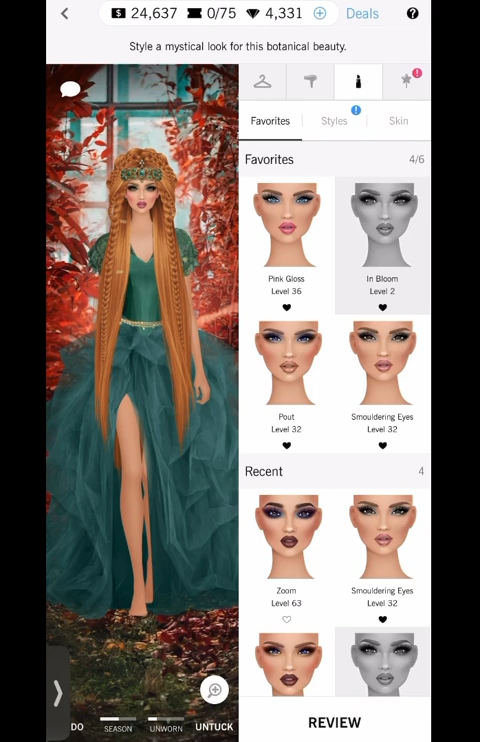 $ 24,637 0/75 4,331 Deals ?
Style a mystical look for this botanical beauty.
!
Favorites Styles ! Skin
Favorites 4/6
Pink Gloss In Bloom
Level 36 Level 2
Pout Smouldering Eyes
Level 32 Level 32
Recent 4
Zoom Smouldering Eyes
Level 63 Level 32
DO SEASON UNWORN UNTUCK
REVIEW